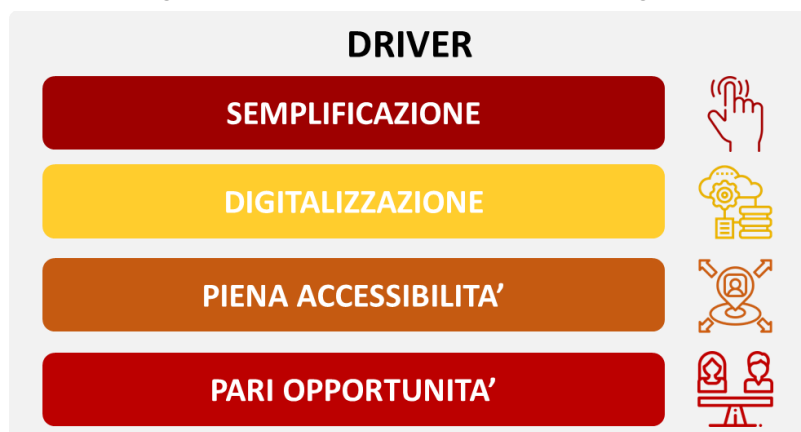 DRIVER
SEMPLIFICAZIONE
DIGITALIZZAZIONE
PIENA ACCESSIBILITA’
PARI OPPORTUNITA’